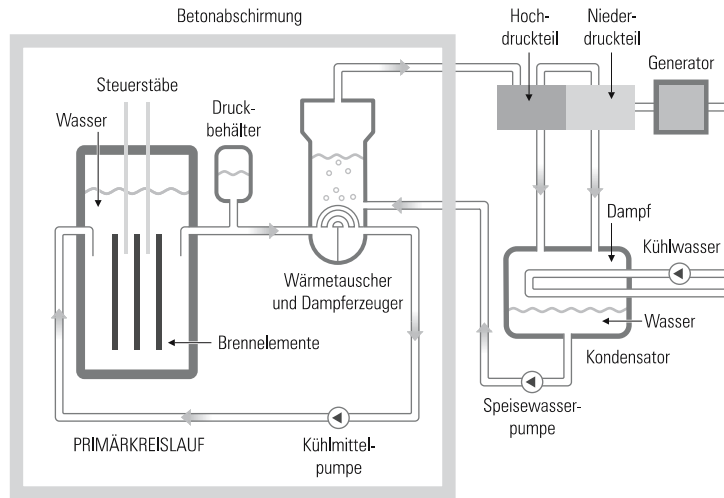 Betonabschirmung
Hoch-
druckteil
Nieder-
druckteil
Generator
Steuerstäbe
Wasser
Druck-
behälter
Dampf
Kühlwasser
Wärmetauscher
und Dampferzeuger
Wasser
Brennelemente
Kondensator
Speisewasser-
pumpe
PRIMÄRKREISLAUF
Kühlmittel-
pumpe